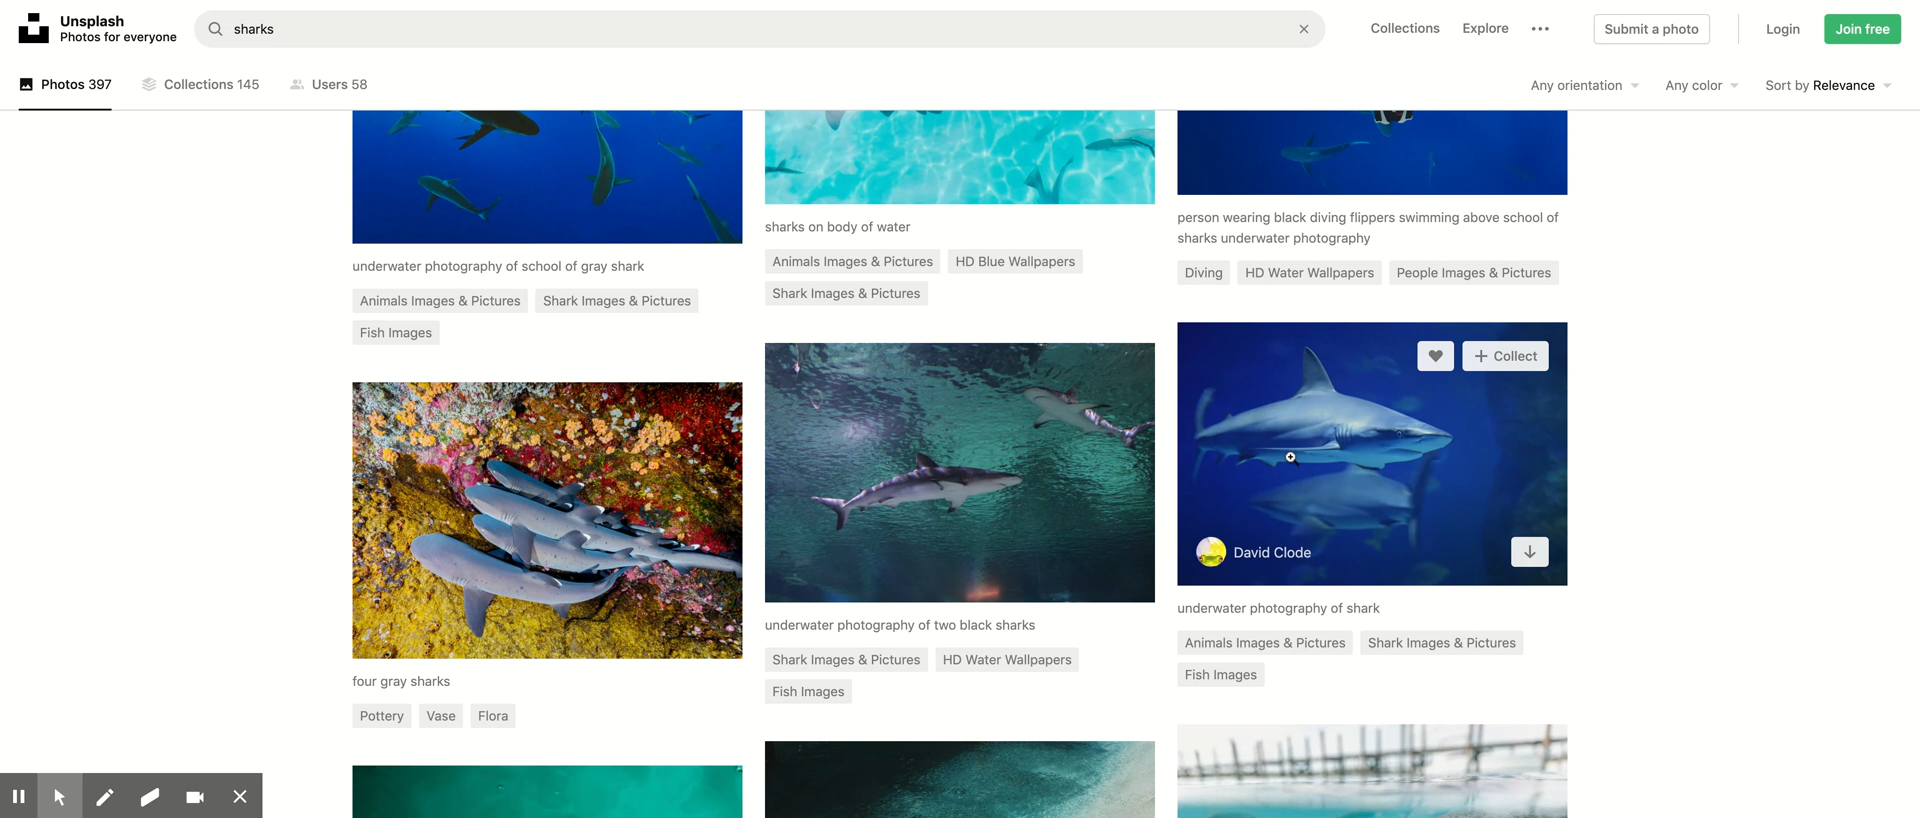 Unsplash
Photos for everyone
sharks
Collections
Explore
Submit a photo
Login
Join free
Photos 397
Collections 145
Users 58
Any orientation
Any color
Sort by Relevance
underwater photography of school of gray shark
Animals Images & Pictures
Shark Images & Pictures
Fish Images
four gray sharks
Pottery
Vase
Flora
sharks on body of water
Animals Images & Pictures
HD Blue Wallpapers
Shark Images & Pictures
underwater photography of two black sharks
Shark Images & Pictures
HD Water Wallpapers
Fish Images
person wearing black diving flippers swimming above school of
sharks underwater photography
Diving
HD Water Wallpapers
People Images & Pictures
Collect
David Clode
underwater photography of shark
Animals Images & Pictures
Shark Images & Pictures
Fish Images